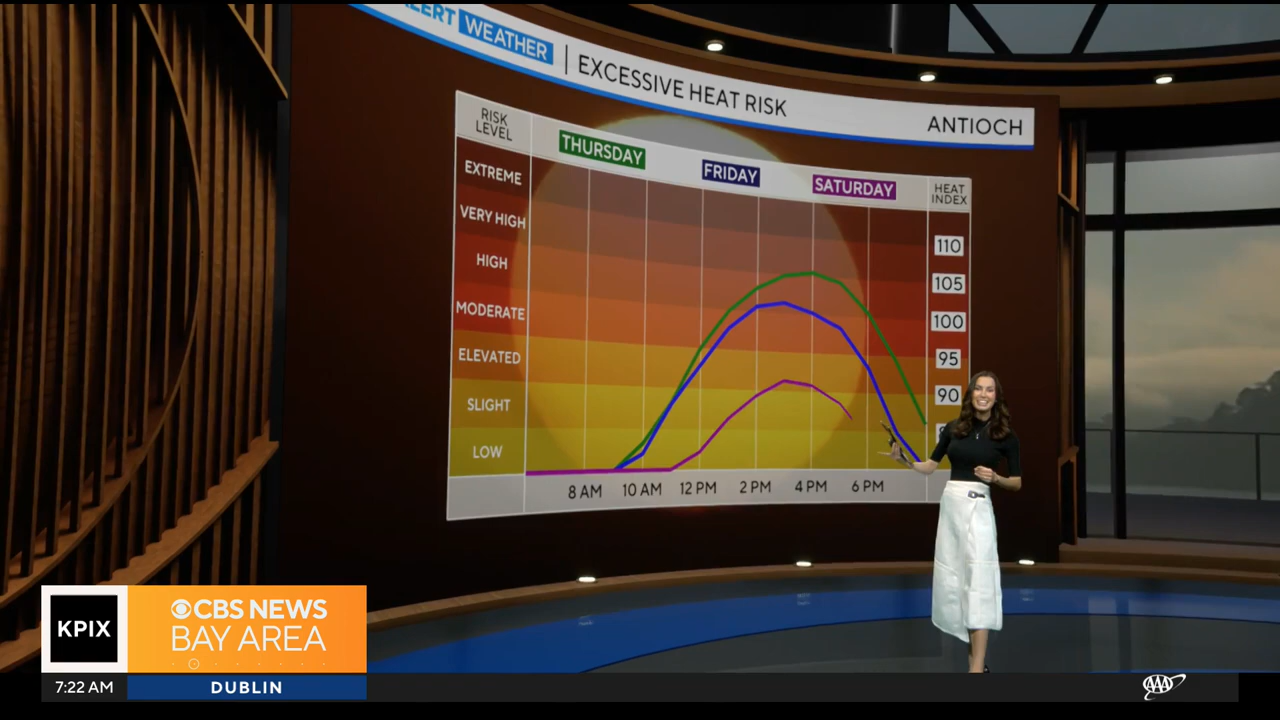 WEATHER
EXCESSIVE HEAT RISK
ANTIOCH
RISK
LEVEL
THURSDAY
FRIDAY
SATURDAY
HEAT
INDEX
EXTREME
VERY HIGH
HIGH
MODERATE
ELEVATED
SLIGHT
LOW
110
105
100
95
90
8 AM
10 AM
12 PM
2 PM
4 PM
6 PM
KPIX
CBS NEWS
BAY AREA
7:22 AM
DUBLIN
AAA